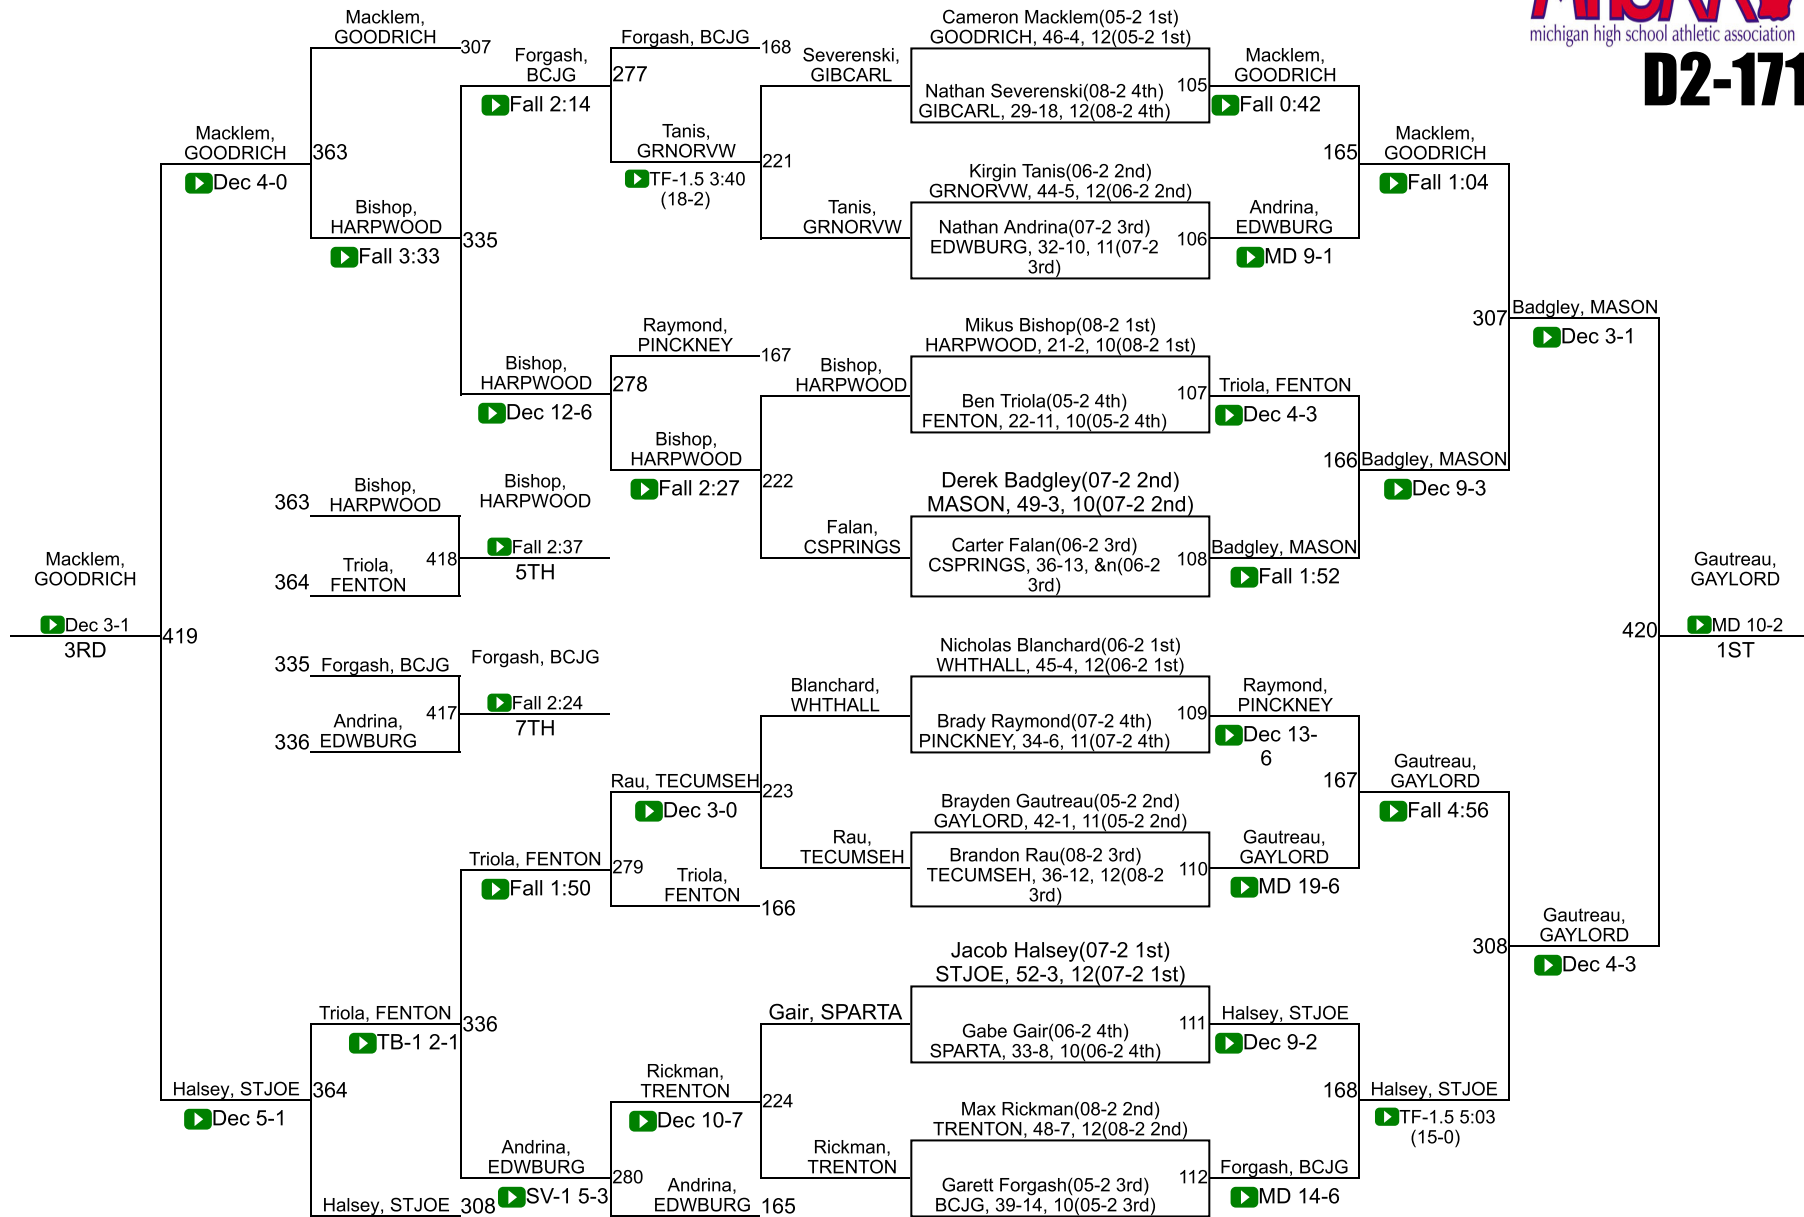 michigan high school athletic association
D2-171
Macklem,
GOODRICH
307
Macklem,
GOODRICH
Dec 4-0
363
Bishop,
HARPWOOD
Fall 3:33
335
Forgash,
BCJG
Fall 2:14
Forgash, BCJG
168
277
Tanis,
GRNORVW
TF-1.5 3:40
(18-2)
221
Severenski,
GIBCARL
Tanis,
GRNORVW
Cameron Macklem(05-2 1st)
GOODRICH, 46-4, 12(05-2 1st)
Nathan Severenski(08-2 4th)
GIBCARL, 29-18, 12(08-2 4th)
105
Macklem,
GOODRICH
Fall 0:42
Kirgin Tanis(06-2 2nd)
GRNORVW, 44-5, 12(06-2 2nd)
Nathan Andrina(07-2 3rd)
EDWBURG, 32-10, 11(07-2
3rd)
106
Andrina,
EDWBURG
MD 9-1
165
Macklem,
GOODRICH
Fall 1:04
Raymond,
PINCKNEY
167
Bishop,
HARPWOOD
Dec 12-6
278
Bishop,
HARPWOOD
Fall 2:27
222
Bishop,
HARPWOOD
Falan,
CSPRINGS
Mikus Bishop(08-2 1st)
HARPWOOD, 21-2, 10(08-2 1st)
Ben Triola(05-2 4th)
FENTON, 22-11, 10(05-2 4th)
107
Triola, FENTON
Dec 4-3
Derek Badgley(07-2 2nd)
MASON, 49-3, 10(07-2 2nd)
Carter Falan(06-2 3rd)
CSPRINGS, 36-13, &n(06-2
3rd)
108
Badgley, MASON
Fall 1:52
166
Badgley, MASON
Dec 9-3
307
Badgley, MASON
Dec 3-1
363
Bishop,
HARPWOOD
364
Triola,
FENTON
418
Bishop,
HARPWOOD
Fall 2:37
5TH
Macklem,
GOODRICH
Dec 3-1
3RD
419
335
Forgash, BCJG
336
Andrina,
EDWBURG
417
Forgash, BCJG
Fall 2:24
7TH
420
Gautreau,
GAYLORD
MD 10-2
1ST
Rau, TECUMSEH
Dec 3-0
223
Blanchard,
WHTHALL
Rau,
TECUMSEH
Nicholas Blanchard(06-2 1st)
WHTHALL, 45-4, 12(06-2 1st)
Brady Raymond(07-2 4th)
PINCKNEY, 34-6, 11(07-2 4th)
109
Raymond,
PINCKNEY
Dec 13-
6
Brayden Gautreau(05-2 2nd)
GAYLORD, 42-1, 11(05-2 2nd)
Brandon Rau(08-2 3rd)
TECUMSEH, 36-12, 12(08-2
3rd)
110
Gautreau,
GAYLORD
MD 19-6
167
Gautreau,
GAYLORD
Fall 4:56
Triola, FENTON
Fall 1:50
279
Triola,
FENTON
166
308
Gautreau,
GAYLORD
Dec 4-3
Triola, FENTON
TB-1 2-1
336
Halsey, STJOE
Dec 5-1
364
Halsey, STJOE
308
Andrina,
EDWBURG
SV-1 5-3
280
Rickman,
TRENTON
Dec 10-7
224
Andrina,
EDWBURG
165
Gair, SPARTA
Rickman,
TRENTON
Jacob Halsey(07-2 1st)
STJOE, 52-3, 12(07-2 1st)
Gabe Gair(06-2 4th)
SPARTA, 33-8, 10(06-2 4th)
111
Halsey, STJOE
Dec 9-2
Max Rickman(08-2 2nd)
TRENTON, 48-7, 12(08-2 2nd)
Garett Forgash(05-2 3rd)
BCJG, 39-14, 10(05-2 3rd)
112
Forgash, BCJG
MD 14-6
168
Halsey, STJOE
TF-1.5 5:03
(15-0)